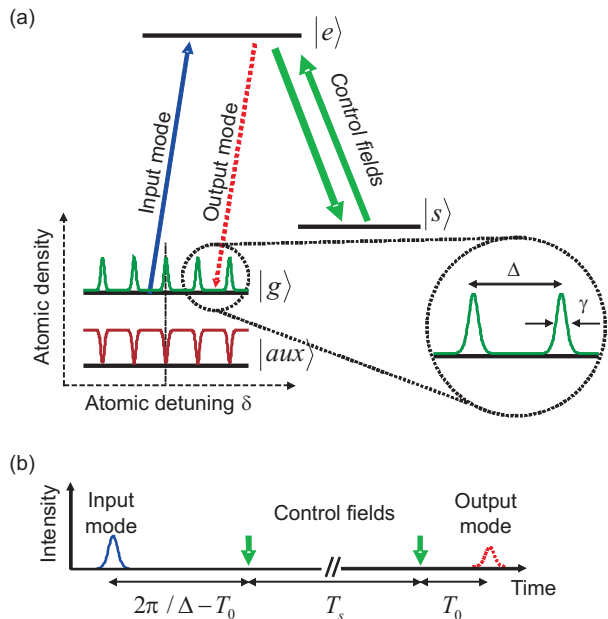 (a)
|e⟩
Input mode
Output mode
Control fields
|s⟩
Atomic density
|g⟩
|aux⟩
Atomic detuning δ
Δ
γ
(b)
Intensity
Input
mode
Control fields
Output
mode
Time
2π / Δ – T₀
Tₛ
T₀